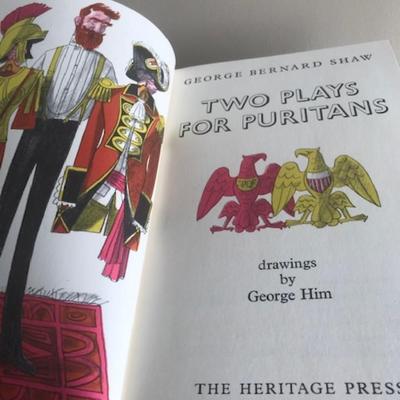 GEORGE BERNARD SHAW
TWO PLAYS
FOR PURITANS
drawings
by
George Him
THE HERITAGE PRESS